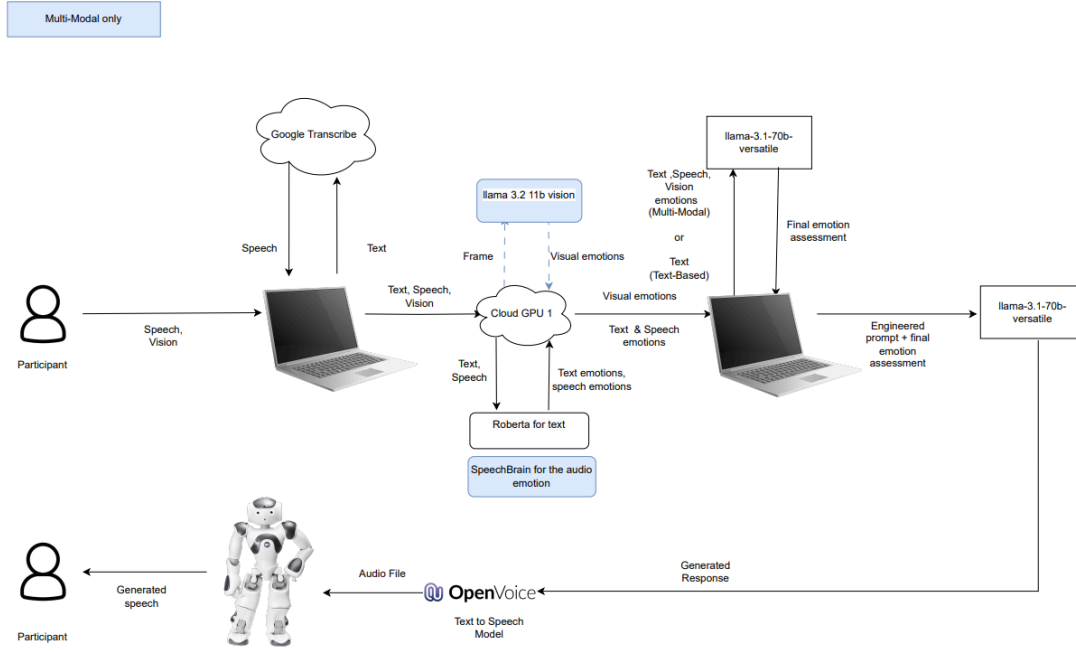 Multi-Modal only
Google Transcribe
llama-3.1-70b-
versatile
Text ,Speech,
Vision
emotions
(Multi-Modal)
or
Text
(Text-Based)
Final emotion
assessment
llama 3.2 11b vision
Speech
Text
Frame
Visual emotions
Text, Speech,
Vision
Cloud GPU 1
Visual emotions
Text & Speech
emotions
llama-3.1-70b-
versatile
Speech,
Vision
Participant
Engineered
prompt + final
emotion
assessment
Text,
Speech
Text emotions,
speech emotions
Roberta for text
SpeechBrain for the audio
emotion
Generated
Response
Audio File
OpenVoice
Text to Speech
Model
Generated
speech
Participant